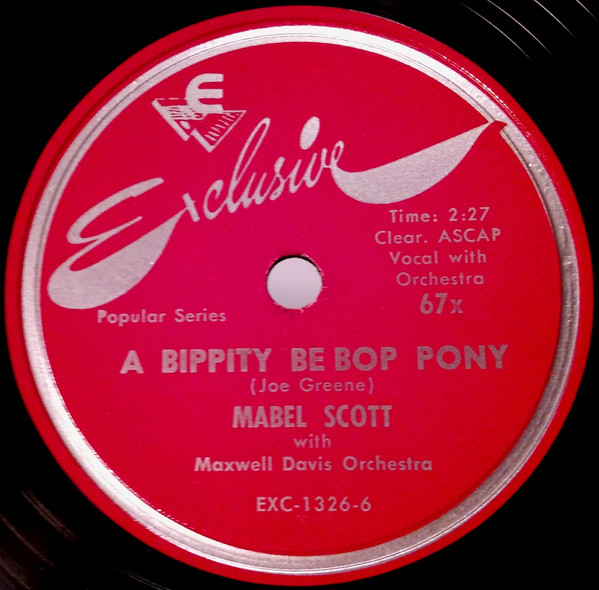 E
Exclusive
Time: 2:27
Clear. ASCAP
Vocal with
Orchestra
67x
Popular Series
A BIPPITY BE BOP PONY
(Joe Greene)
MABEL SCOTT
with
Maxwell Davis Orchestra
EXC-1326-6